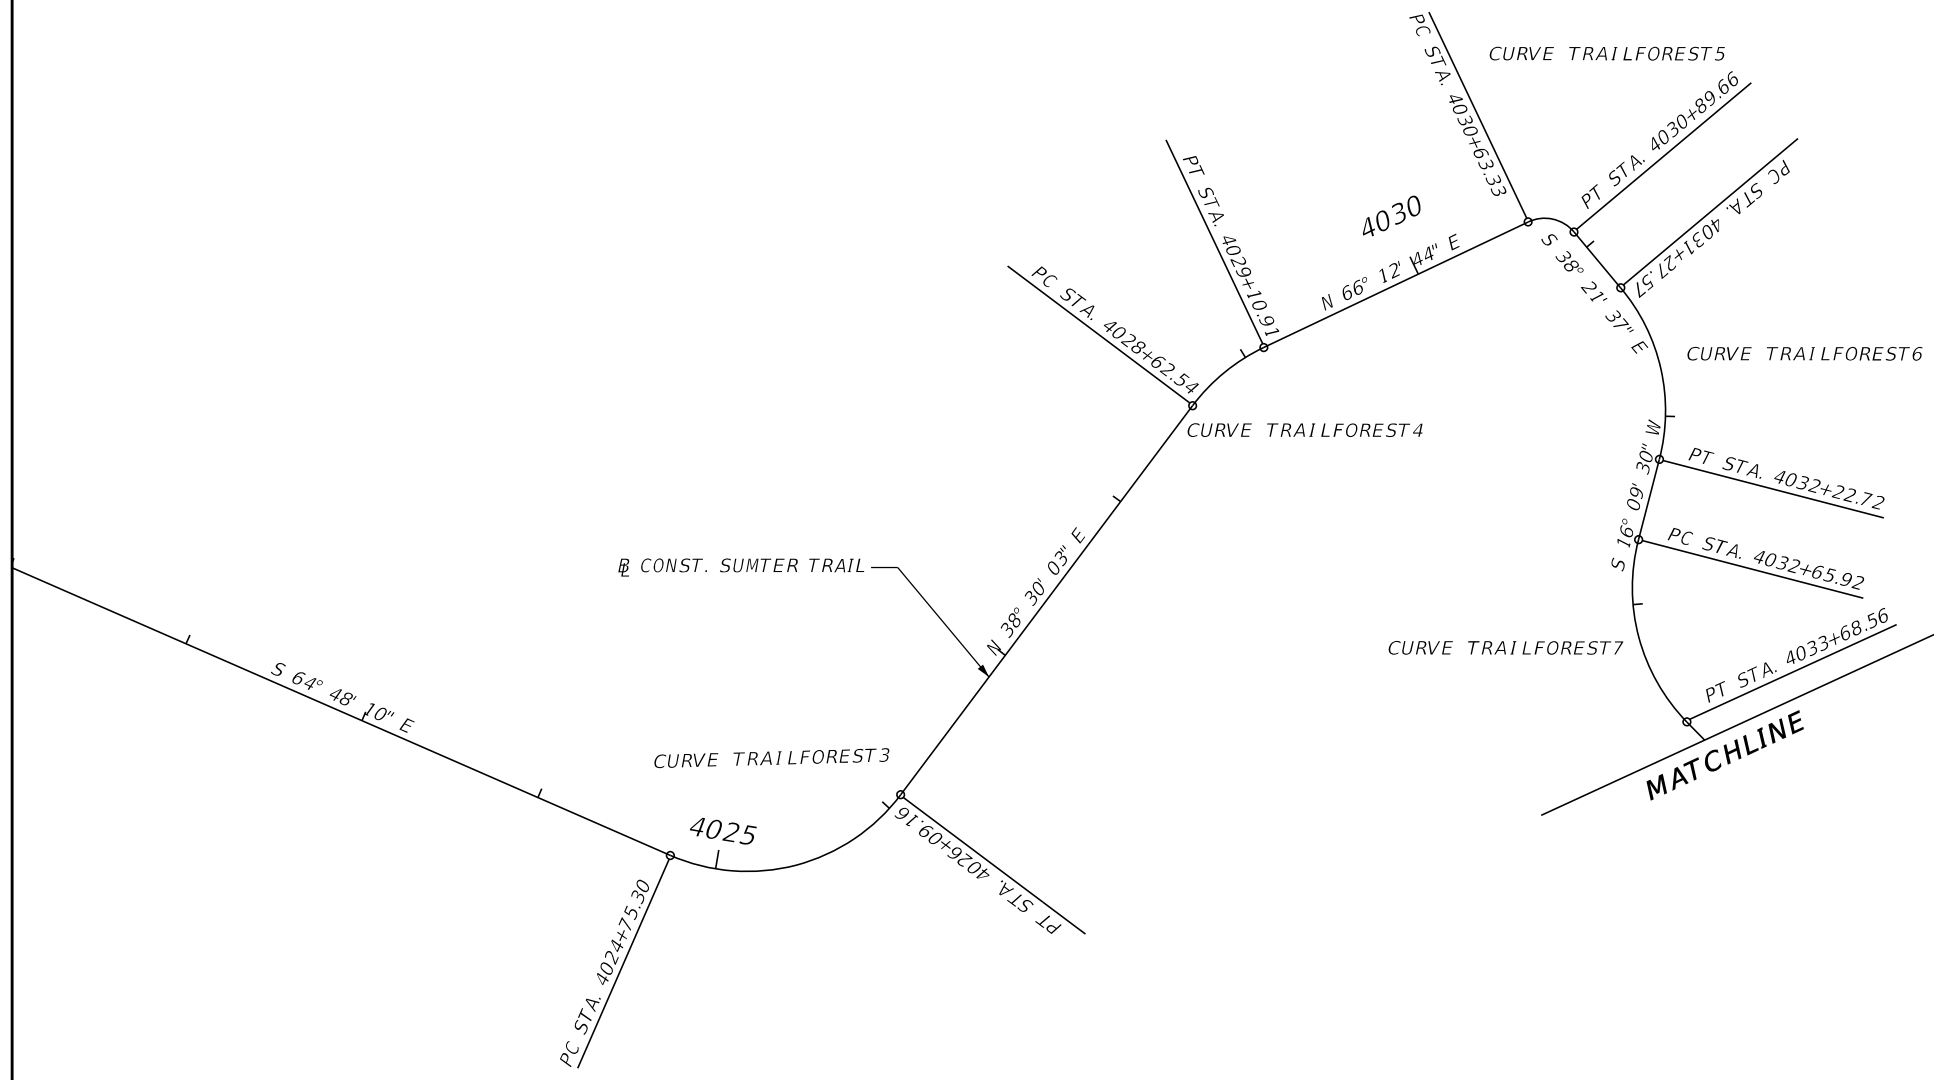 PC STA. 4030+63.33
CURVE TRAILFOREST5
PT STA. 4030+89.66
PC STA. 4031+27.57
PT STA. 4029+10.91
4030
N 66° 12' 44" E
S 38° 21' 37" E
PC STA. 4028+62.54
CURVE TRAILFOREST4
CURVE TRAILFOREST6
PT STA. 4032+22.72
S 16° 09' 30" W
PC STA. 4032+65.92
℄ CONST. SUMTER TRAIL
N 38° 30' 03" E
CURVE TRAILFOREST7
PT STA. 4033+68.56
MATCHLINE
S 64° 48' 10" E
CURVE TRAILFOREST3
4025
PT STA. 4026+09.16
PC STA. 4024+75.30